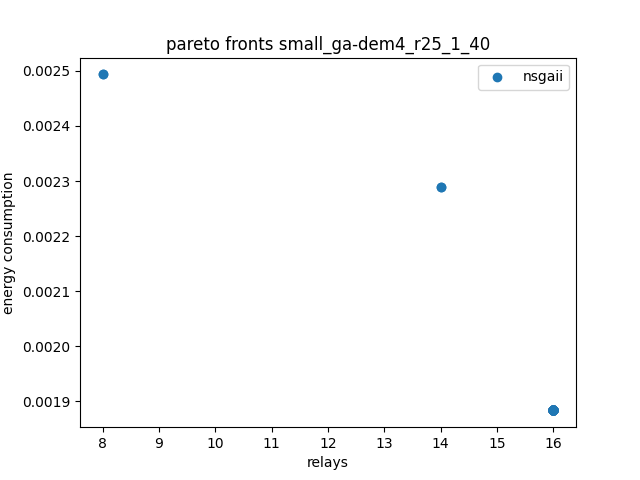 pareto fronts small_ga-dem4_r25_1_40
nsgaii
energy consumption
0.0025
0.0024
0.0023
0.0022
0.0021
0.0020
0.0019
8 9 10 11 12 13 14 15 16
relays